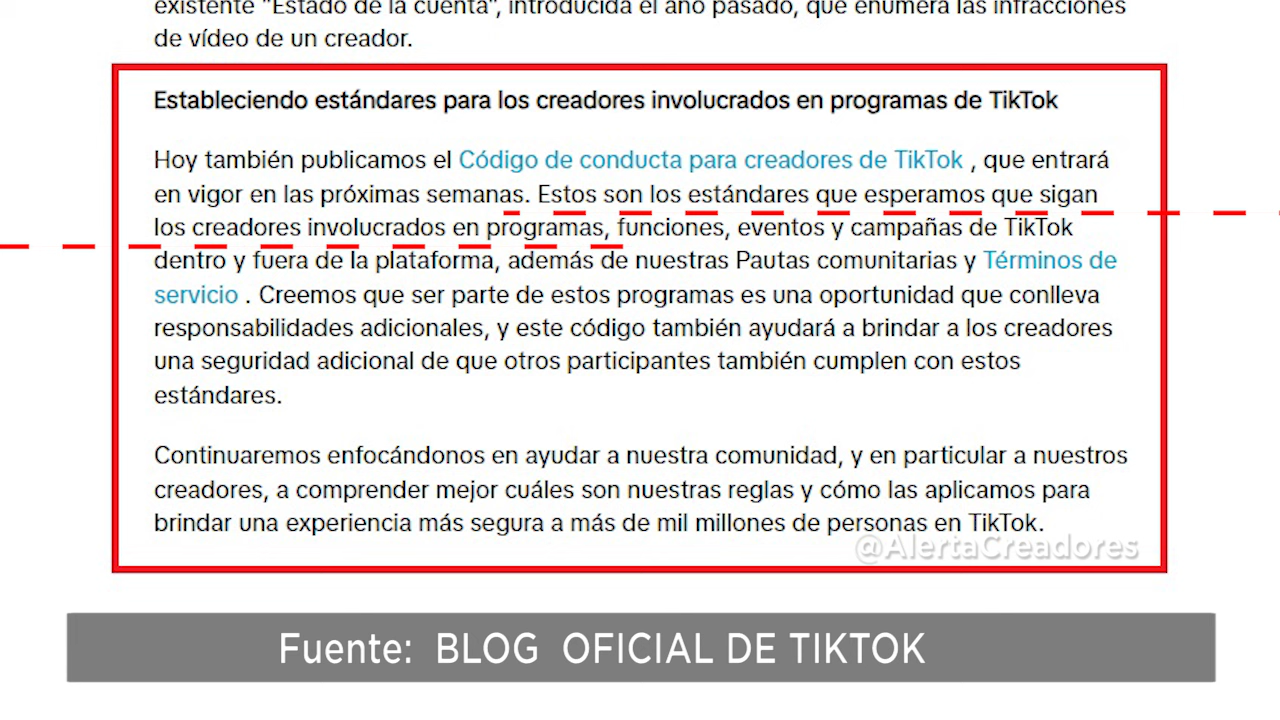 existente "Estado de la cuenta", introducida el año pasado, que enumera las infracciones
de vídeo de un creador.
Estableciendo estándares para los creadores involucrados en programas de TikTok
Hoy también publicamos el Código de conducta para creadores de TikTok , que entrará
en vigor en las próximas semanas. Estos son los estándares que esperamos que sigan
los creadores involucrados en programas, funciones, eventos y campañas de TikTok
dentro y fuera de la plataforma, además de nuestras Pautas comunitarias y Términos de
servicio . Creemos que ser parte de estos programas es una oportunidad que conlleva
responsabilidades adicionales, y este código también ayudará a brindar a los creadores
una seguridad adicional de que otros participantes también cumplen con estos
estándares.
Continuaremos enfocándonos en ayudar a nuestra comunidad, y en particular a nuestros
creadores, a comprender mejor cuáles son nuestras reglas y cómo las aplicamos para
brindar una experiencia más segura a más de mil millones de personas en TikTok.
@AlertaCreadores
Fuente: BLOG OFICIAL DE TIKTOK